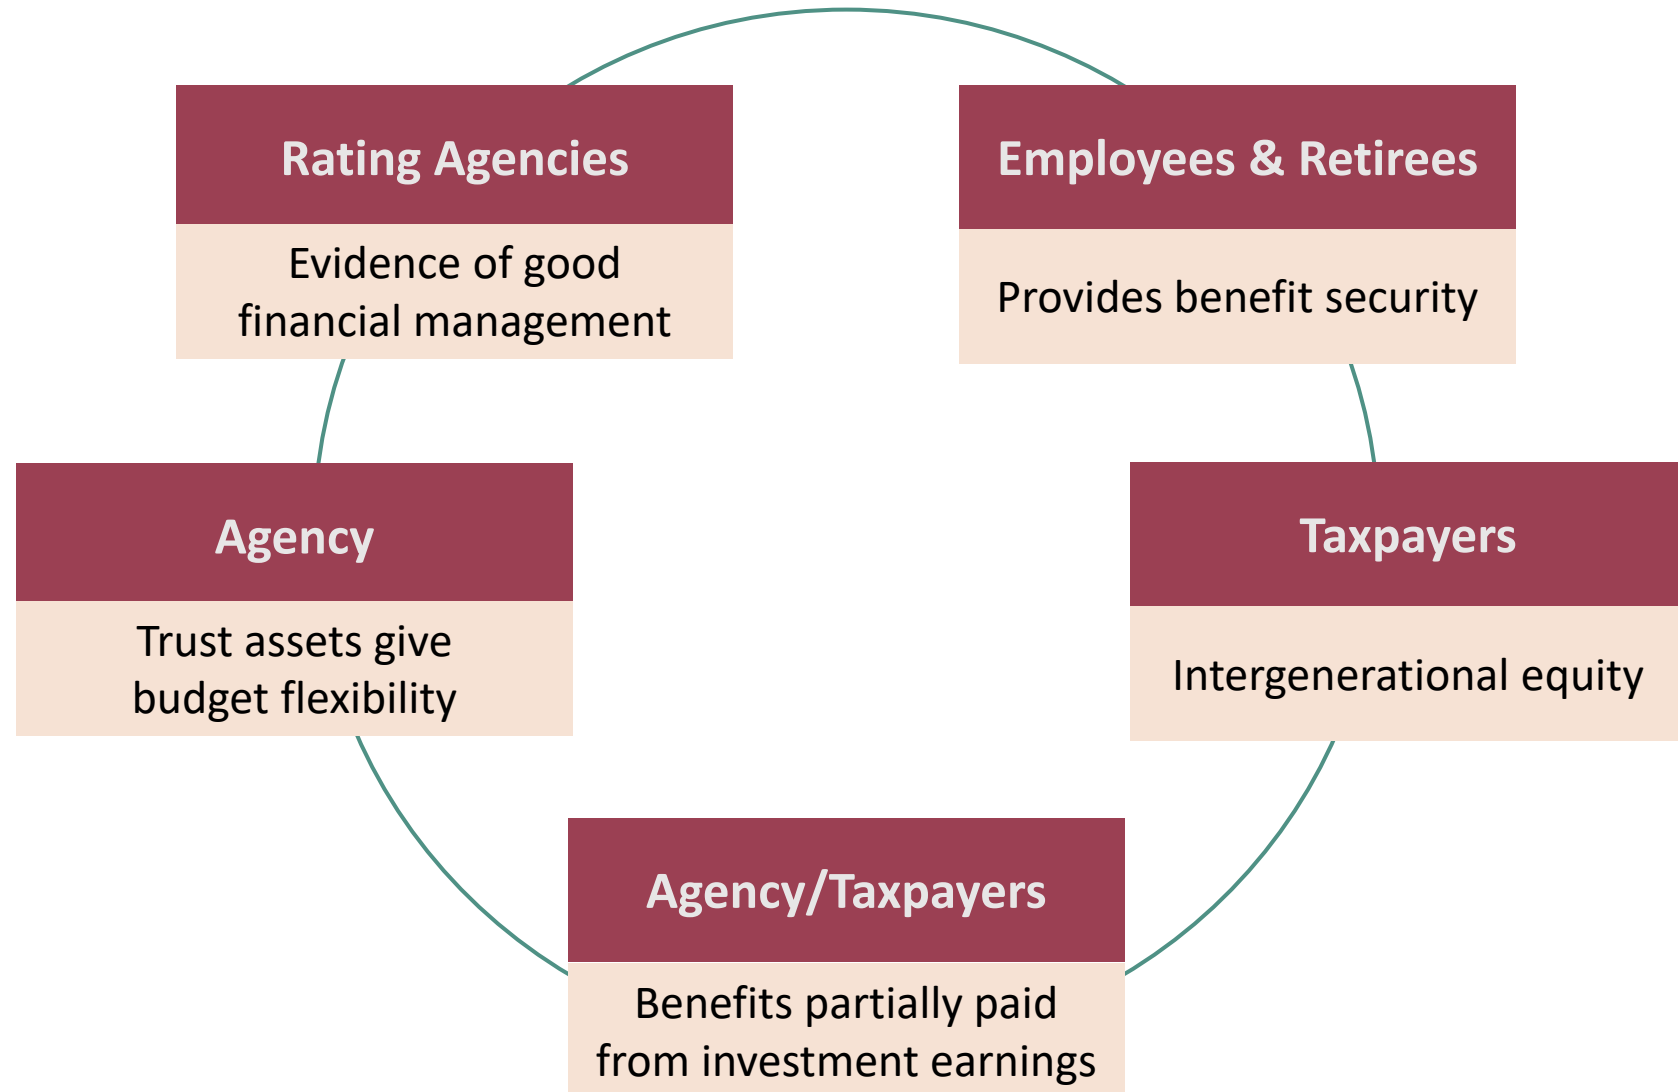 Rating Agencies
Evidence of good
financial management
Employees & Retirees
Provides benefit security
Agency
Trust assets give
budget flexibility
Taxpayers
Intergenerational equity
Agency/Taxpayers
Benefits partially paid
from investment earnings